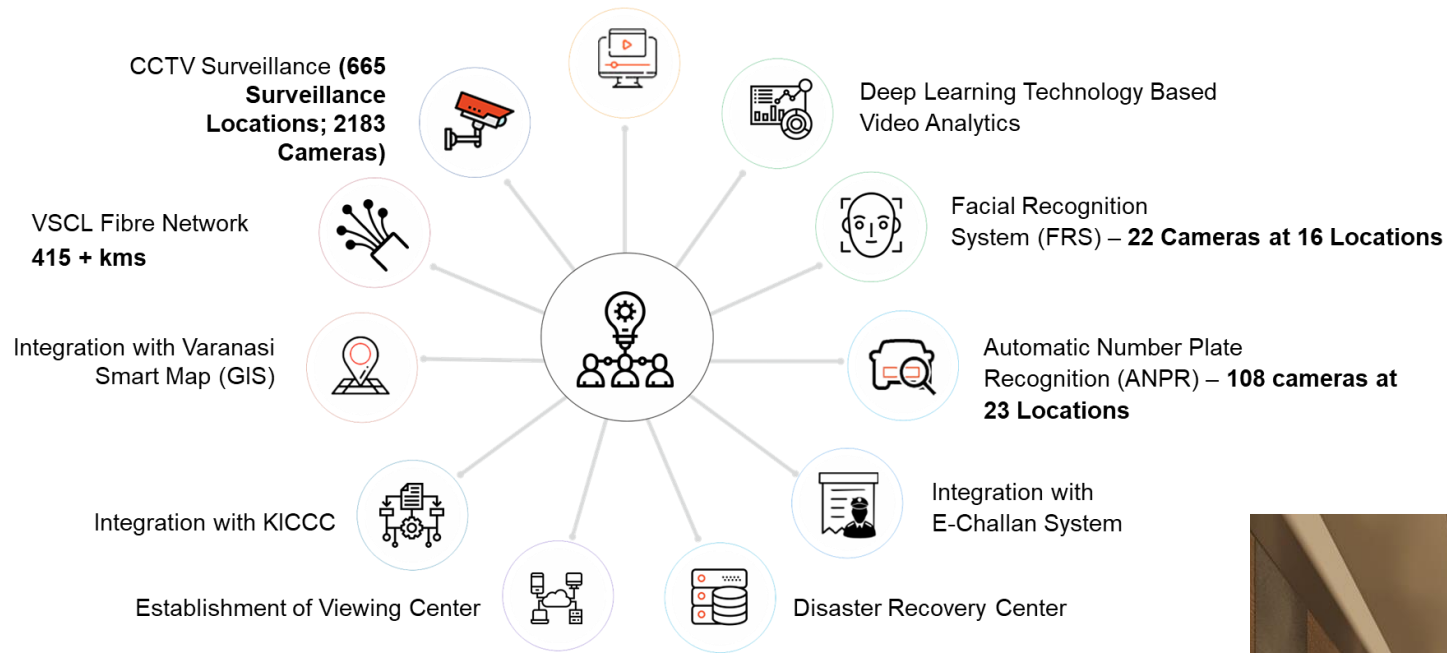 CCTV Surveillance (665
Surveillance
Locations; 2183
Cameras)
Deep Learning Technology Based
Video Analytics
VSCL Fibre Network
415 + kms
Facial Recognition
System (FRS) – 22 Cameras at 16 Locations
Integration with Varanasi
Smart Map (GIS)
Automatic Number Plate
Recognition (ANPR) – 108 cameras at
23 Locations
Integration with KICCC
Integration with
E-Challan System
Establishment of Viewing Center
Disaster Recovery Center